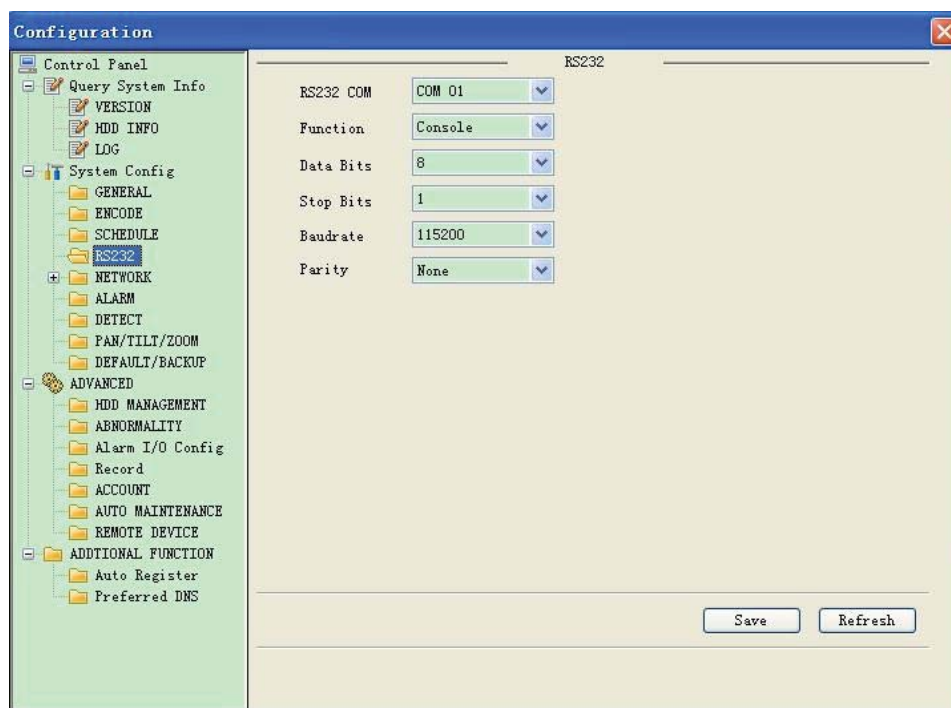 Configuration
Control Panel
Query System Info
VERSION
HDD INFO
LOG
System Config
GENERAL
ENCODE
SCHEDULE
RS232
NETWORK
ALARM
DETECT
PAN/TILT/ZOOM
DEFAULT/BACKUP
ADVANCED
HDD MANAGEMENT
ABNORMALITY
Alarm I/O Config
Record
ACCOUNT
AUTO MAINTENANCE
REMOTE DEVICE
ADDTIONAL FUNCTION
Auto Register
Preferred DNS
RS232
RS232 COM COM 01
Function Console
Data Bits 8
Stop Bits 1
Baudrate 115200
Parity None
Save Refresh